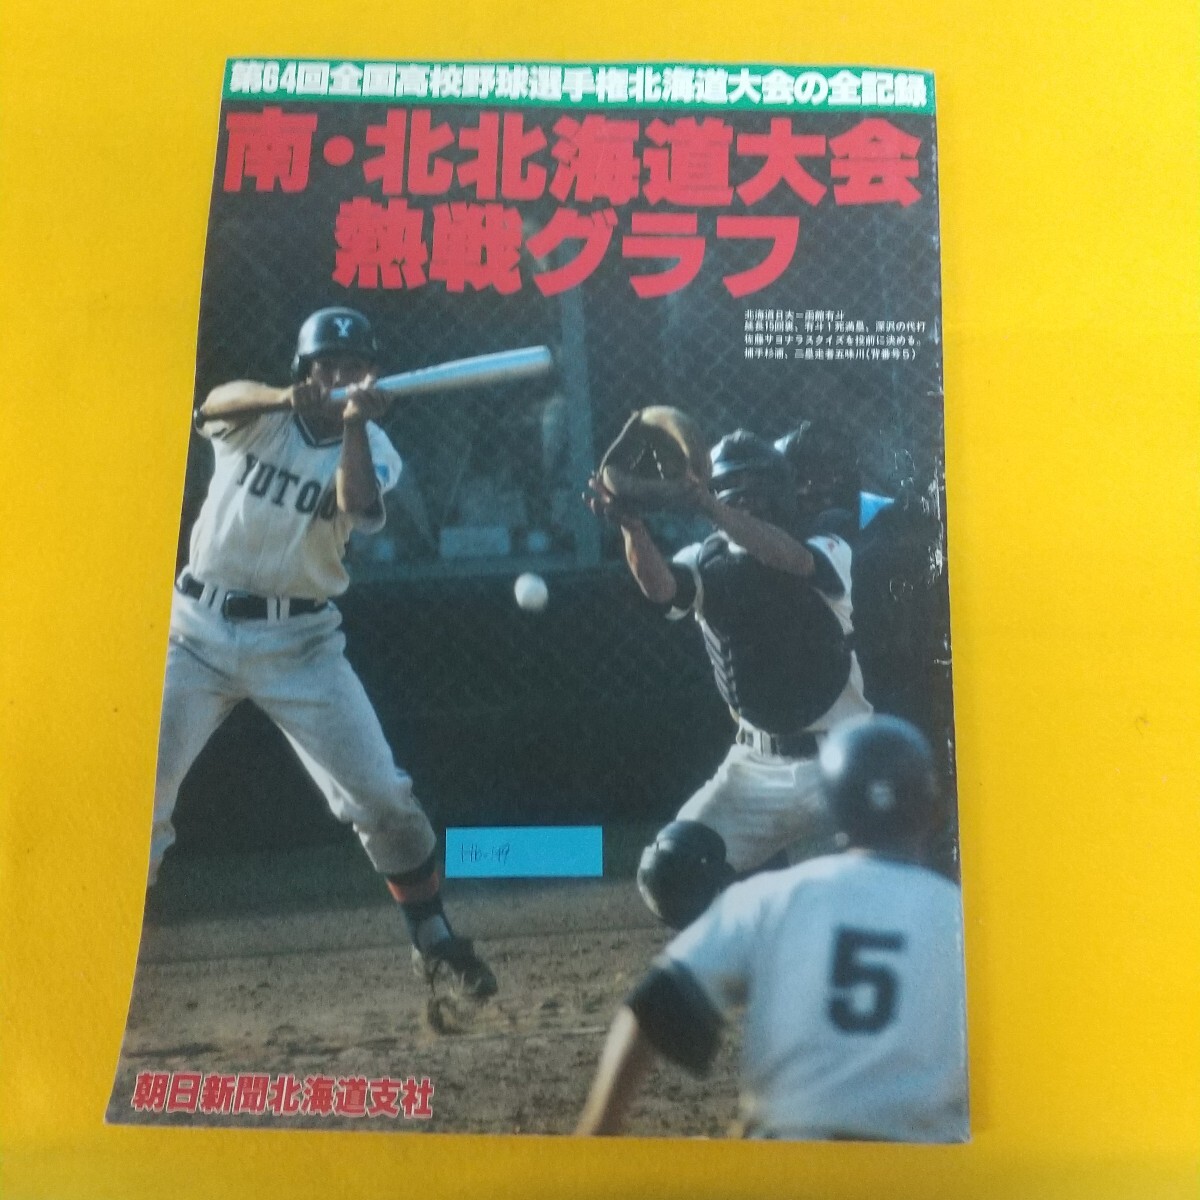 第64回全国高校野球選手権北海道大会の全記録
南・北北海道大会
熱戦グラフ
北海道日大＝函館有斗
延長15回裏、有斗1死満塁、深沢の代打
佐藤サヨナラスクイズを投前に決める。
捕手杉浦、三塁走者五味川(背番号5)
Y
YUTO
5
朝日新聞北海道支社